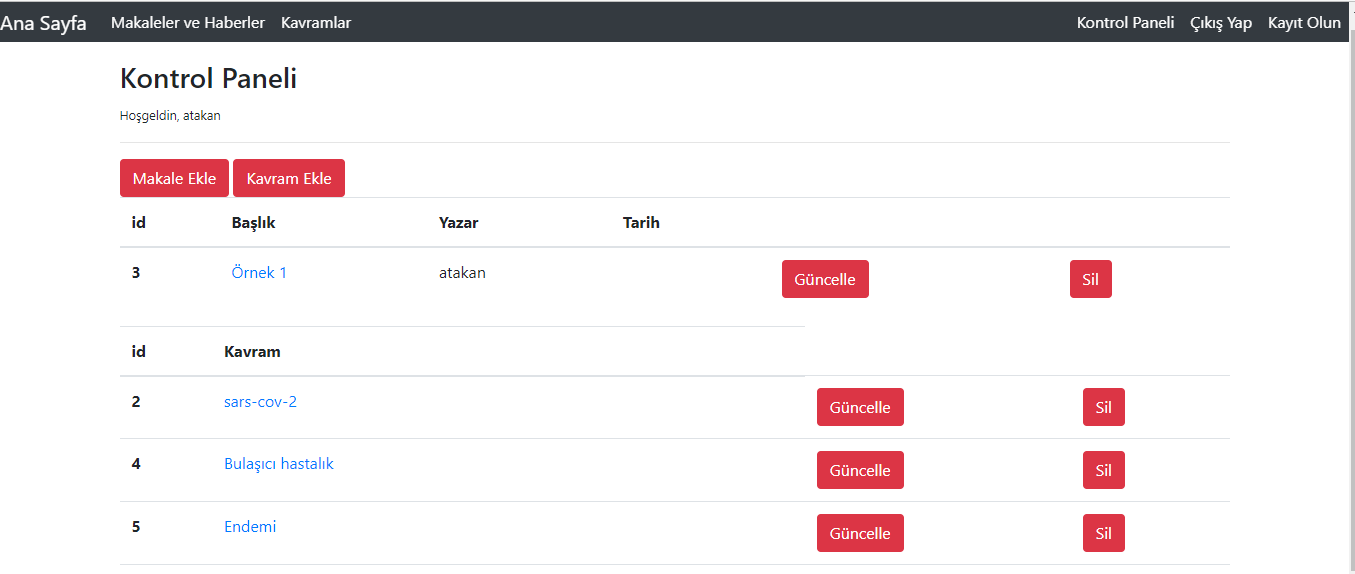 Ana Sayfa Makaleler ve Haberler Kavramlar Kontrol Paneli Çıkış Yap Kayıt Olun
Kontrol Paneli
Hoşgeldin, atakan
Makale Ekle Kavram Ekle
id Başlık Yazar Tarih
3 Örnek 1 atakan Güncelle Sil
id Kavram
2 sars-cov-2 Güncelle Sil
4 Bulaşıcı hastalık Güncelle Sil
5 Endemi Güncelle Sil